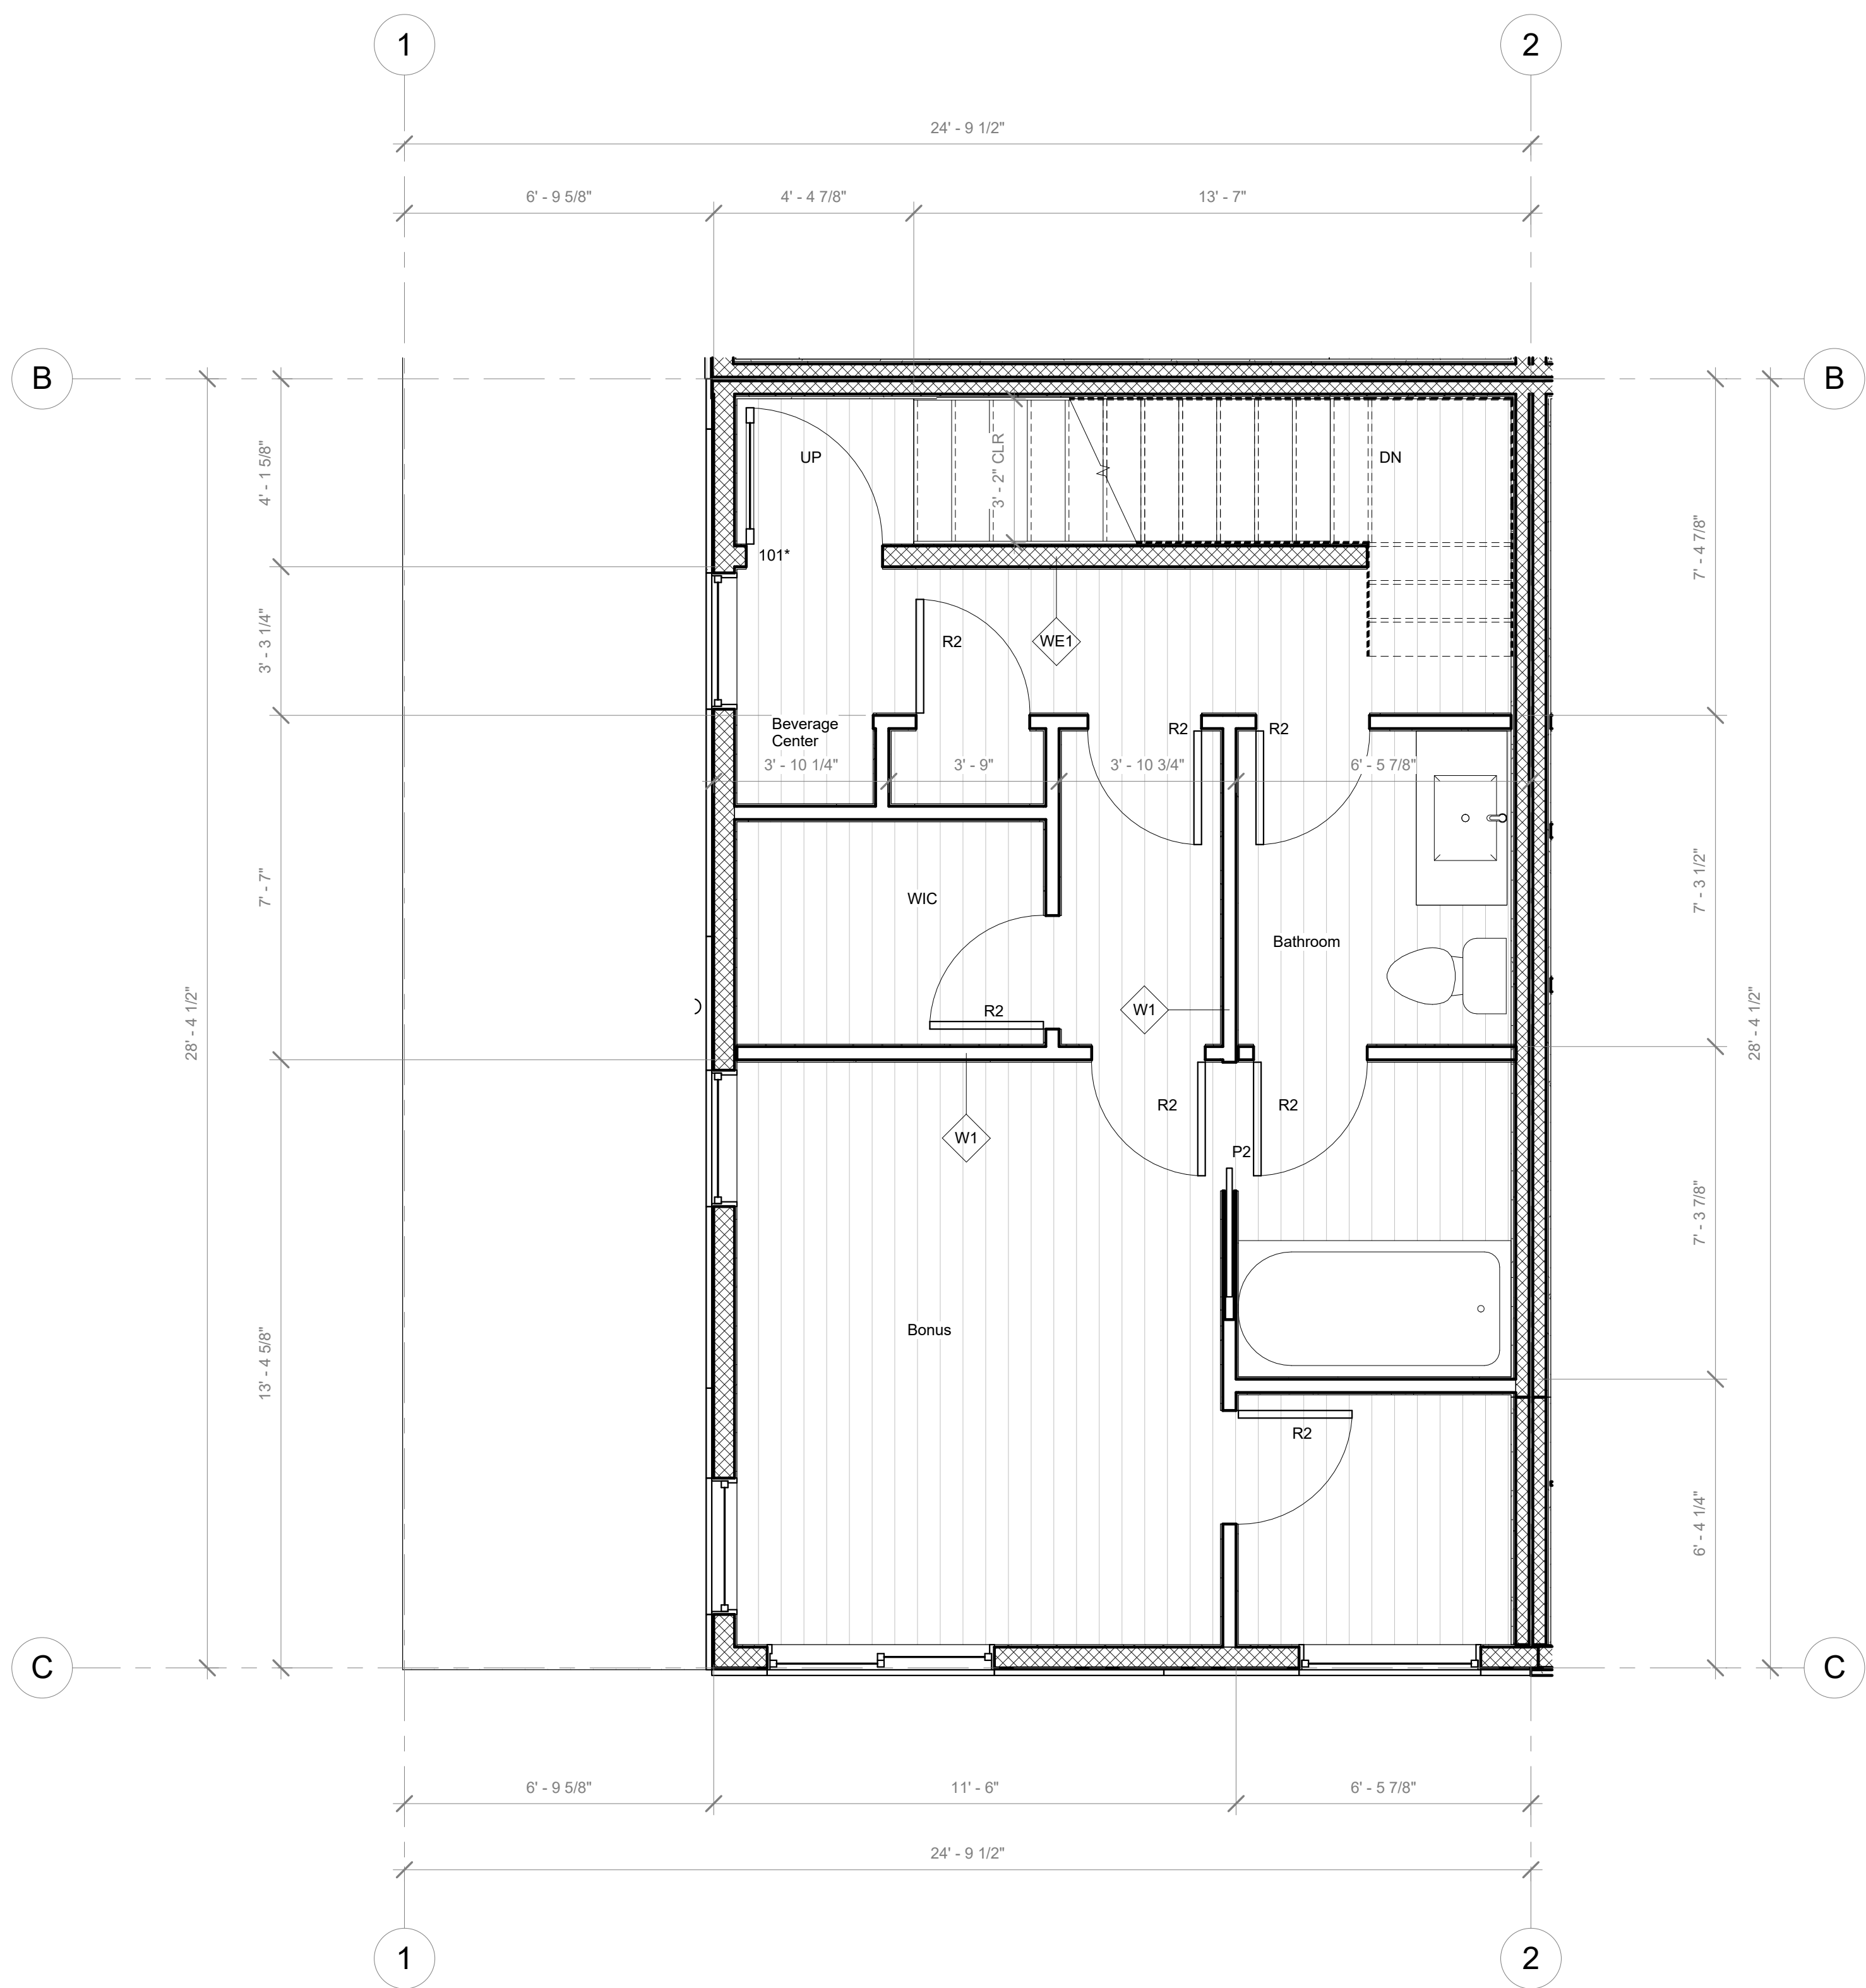 1
2
24' - 9 1/2"
6' - 9 5/8"
4' - 4 7/8"
13' - 7"
B
B
4' - 1 5/8"
UP
3' - 2" CLR
DN
7' - 4 7/8"
101*
3' - 3 1/4"
R2
WE1
Beverage
Center
R2
R2
3' - 10 1/4"
3' - 9"
3' - 10 3/4"
6' - 5 7/8"
7' - 7"
WIC
7' - 3 1/2"
Bathroom
28' - 4 1/2"
R2
W1
28' - 4 1/2"
R2
R2
W1
P2
7' - 3 7/8"
Bonus
13' - 4 5/8"
R2
6' - 4 1/4"
C
C
6' - 9 5/8"
11' - 6"
6' - 5 7/8"
24' - 9 1/2"
1
2